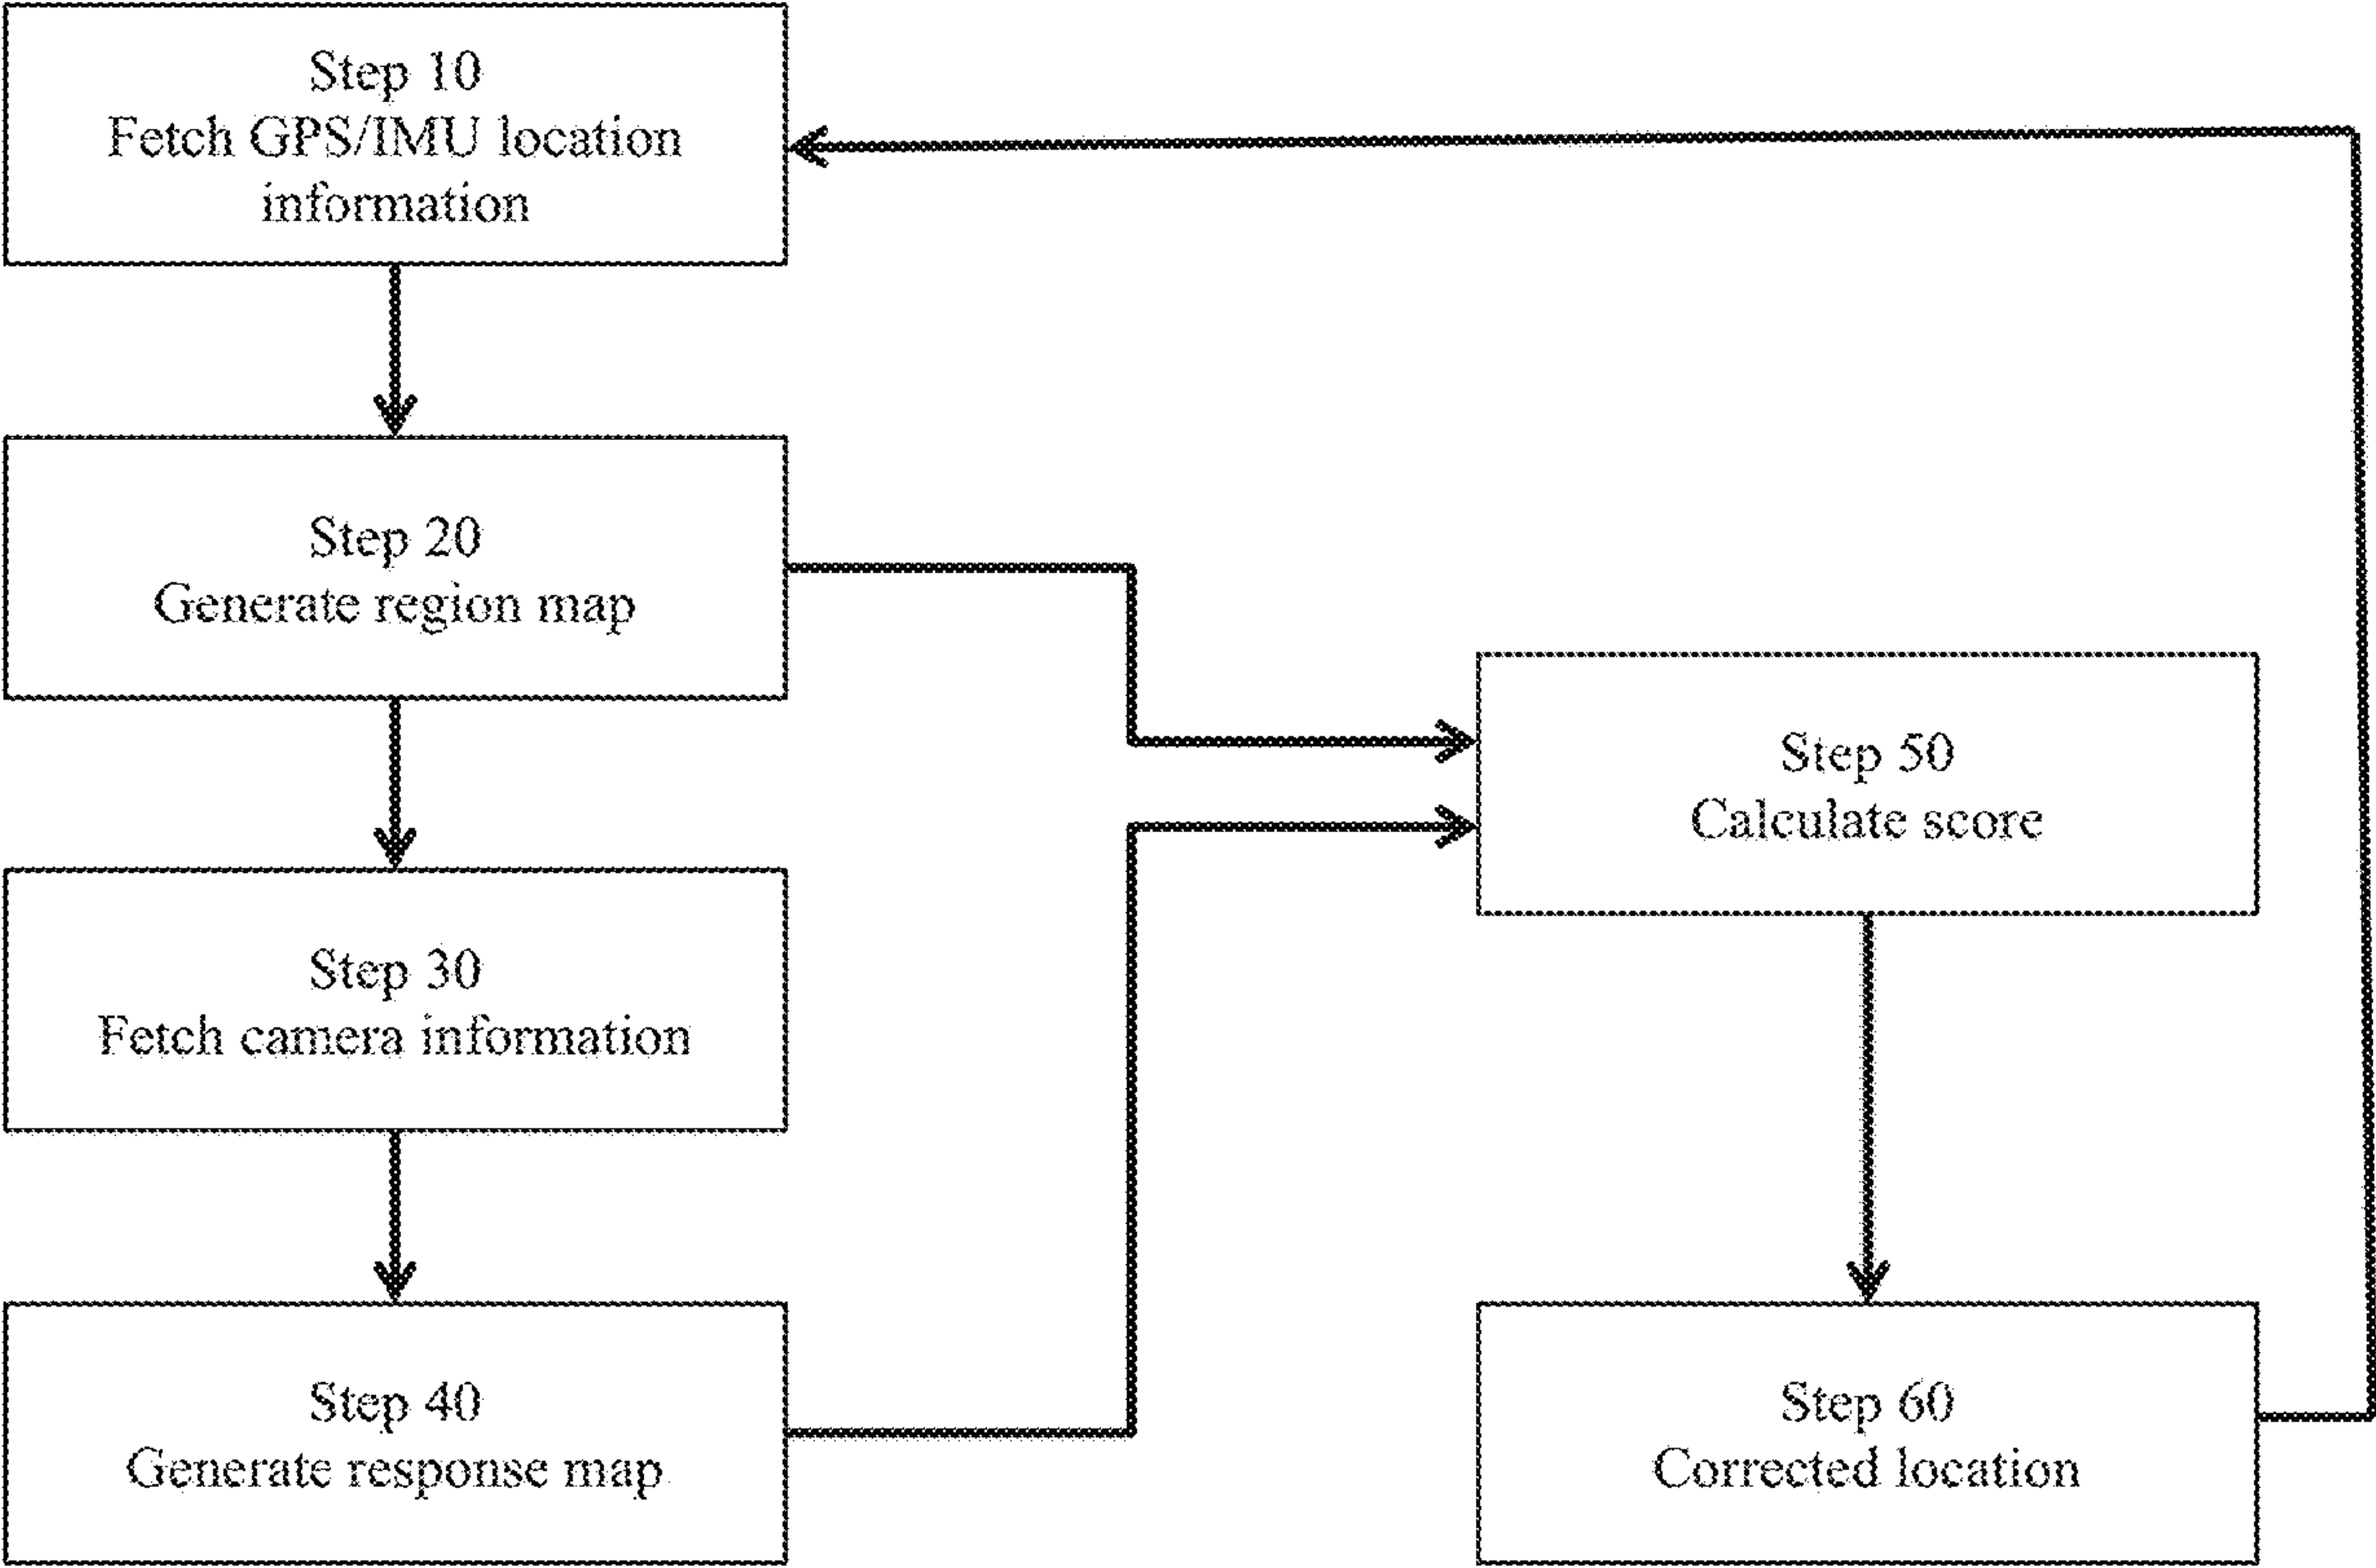 Step 10
Fetch GPS/IMU location
information
Step 20
Generate region map
Step 30
Fetch camera information
Step 40
Generate response map
Step 50
Calculate score
Step 60
Corrected location